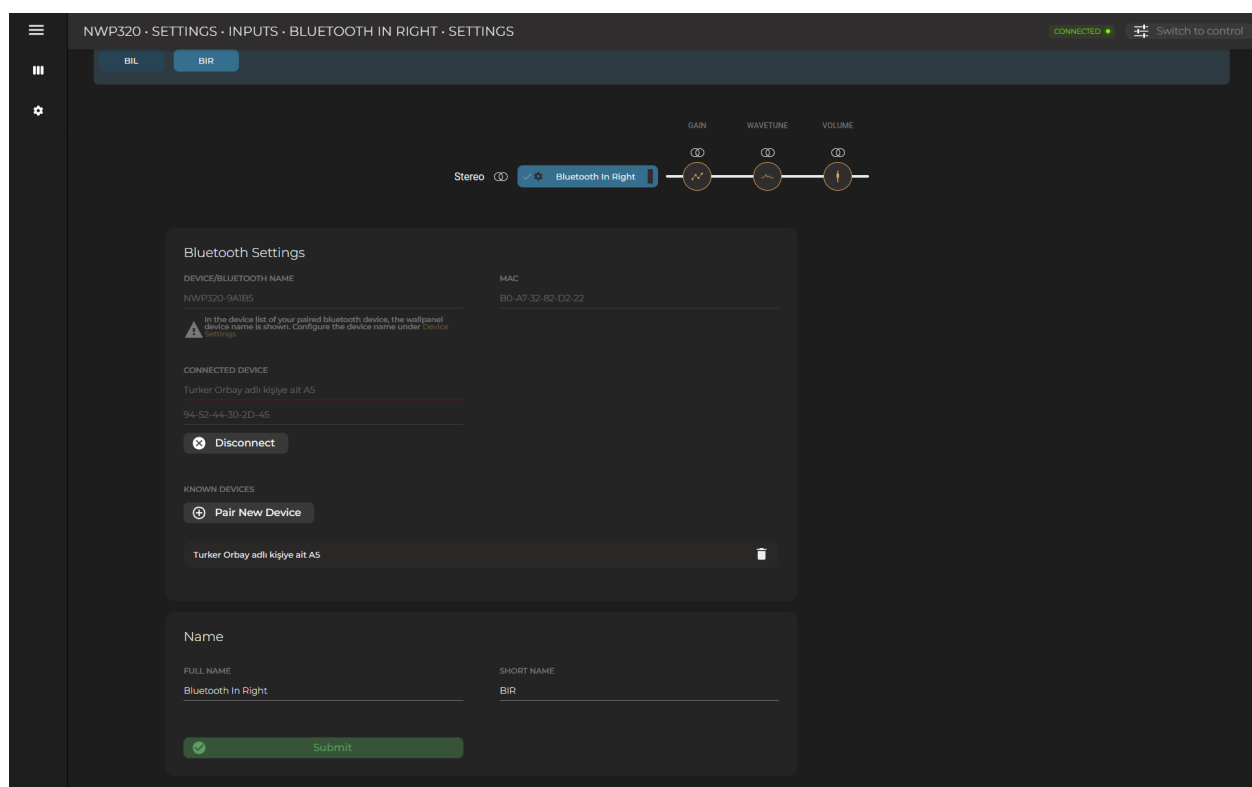 NWP320 • SETTINGS • INPUTS • BLUETOOTH IN RIGHT • SETTINGS
CONNECTED
Switch to control
BIL
BIR
GAIN
WAVETUNE
VOLUME
Stereo
Bluetooth In Right
Bluetooth Settings
DEVICE/BLUETOOTH NAME
MAC
NWP320-9A1B5
B0-A7-32-B2-D2-22
In the device list of your paired bluetooth device, the wallpanel
device name is shown. Configure the device name under Device
Settings
CONNECTED DEVICE
Turker Orbay adlı kişiye ait A5
94-52-44-30-2D-45
Disconnect
KNOWN DEVICES
Pair New Device
Turker Orbay adlı kişiye ait A5
Name
FULL NAME
SHORT NAME
Bluetooth In Right
BIR
Submit